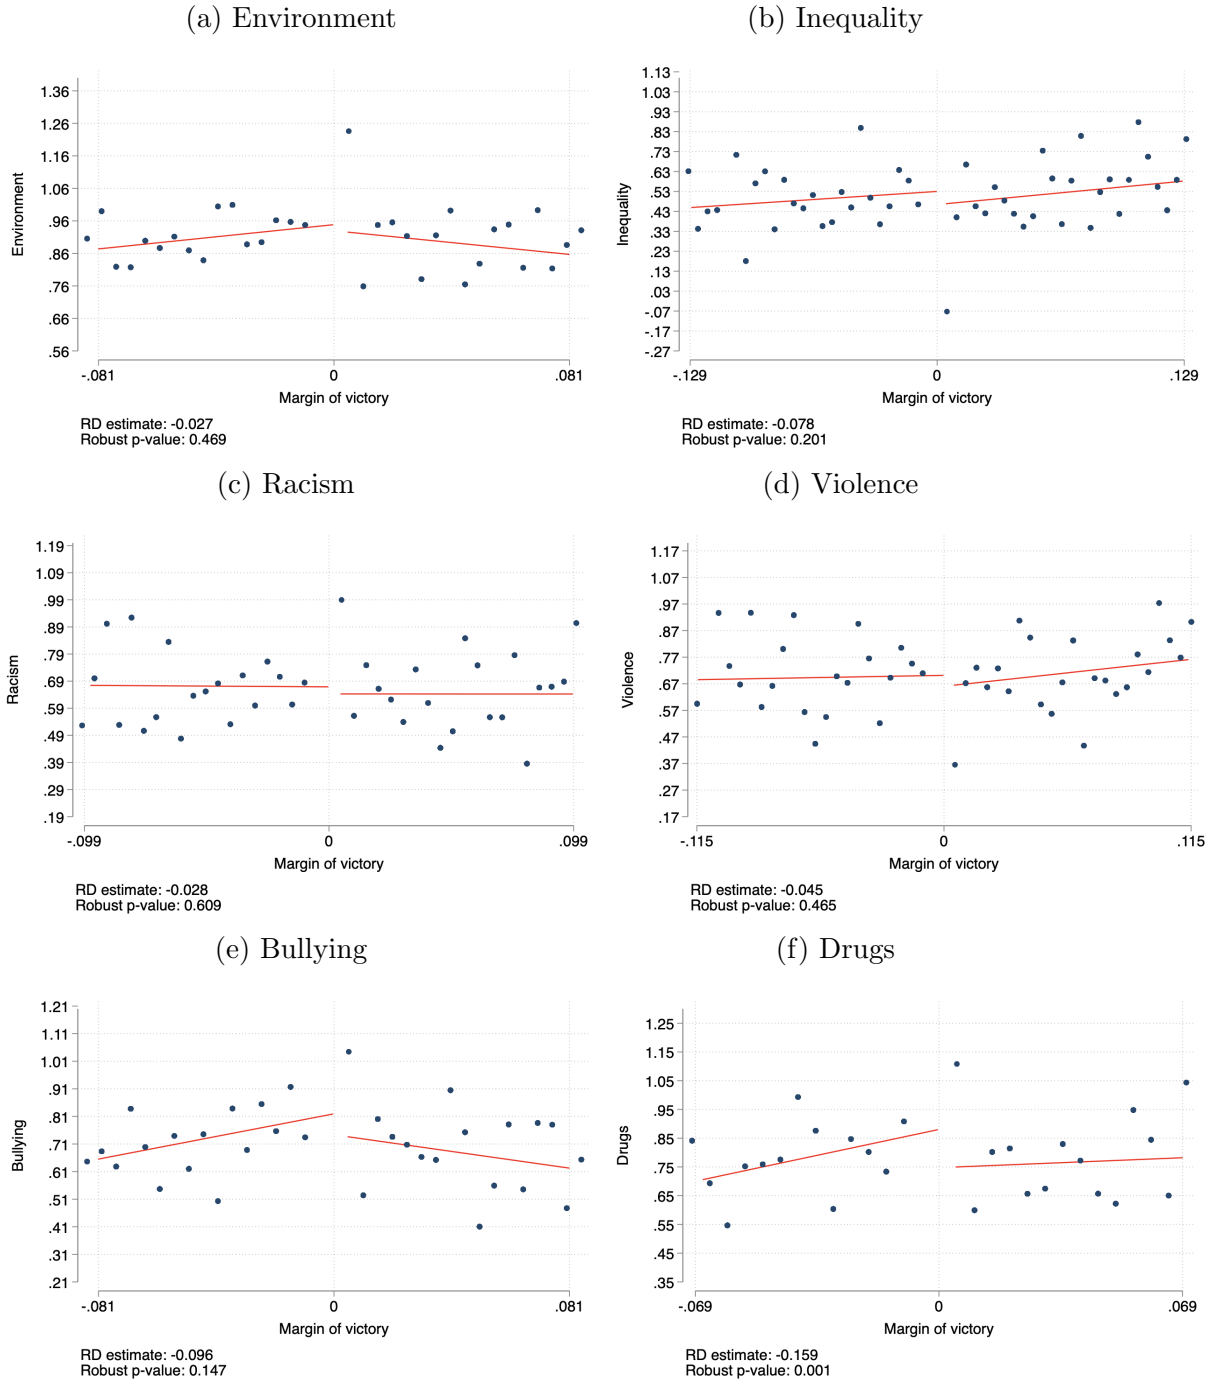 (a) Environment
1.36
1.26
1.16
1.06
.96
.86
.76
.66
.56
Environment
-.081 0 .081
Margin of victory
RD estimate: -0.027
Robust p-value: 0.469
(b) Inequality
1.13
1.03
.93
.83
.73
.63
.53
.43
.33
.23
.13
.03
-.07
-.17
-.27
Inequality
-.129 0 .129
Margin of victory
RD estimate: -0.078
Robust p-value: 0.201
(c) Racism
1.19
1.09
.99
.89
.79
.69
.59
.49
.39
.29
.19
Racism
-.099 0 .099
Margin of victory
RD estimate: -0.028
Robust p-value: 0.609
(d) Violence
1.17
1.07
.97
.87
.77
.67
.57
.47
.37
.27
.17
Violence
-.115 0 .115
Margin of victory
RD estimate: -0.045
Robust p-value: 0.465
(e) Bullying
1.21
1.11
1.01
.91
.81
.71
.61
.51
.41
.31
.21
Bullying
-.081 0 .081
Margin of victory
RD estimate: -0.096
Robust p-value: 0.147
(f) Drugs
1.25
1.15
1.05
.95
.85
.75
.65
.55
.45
.35
Drugs
-.069 0 .069
Margin of victory
RD estimate: -0.159
Robust p-value: 0.001